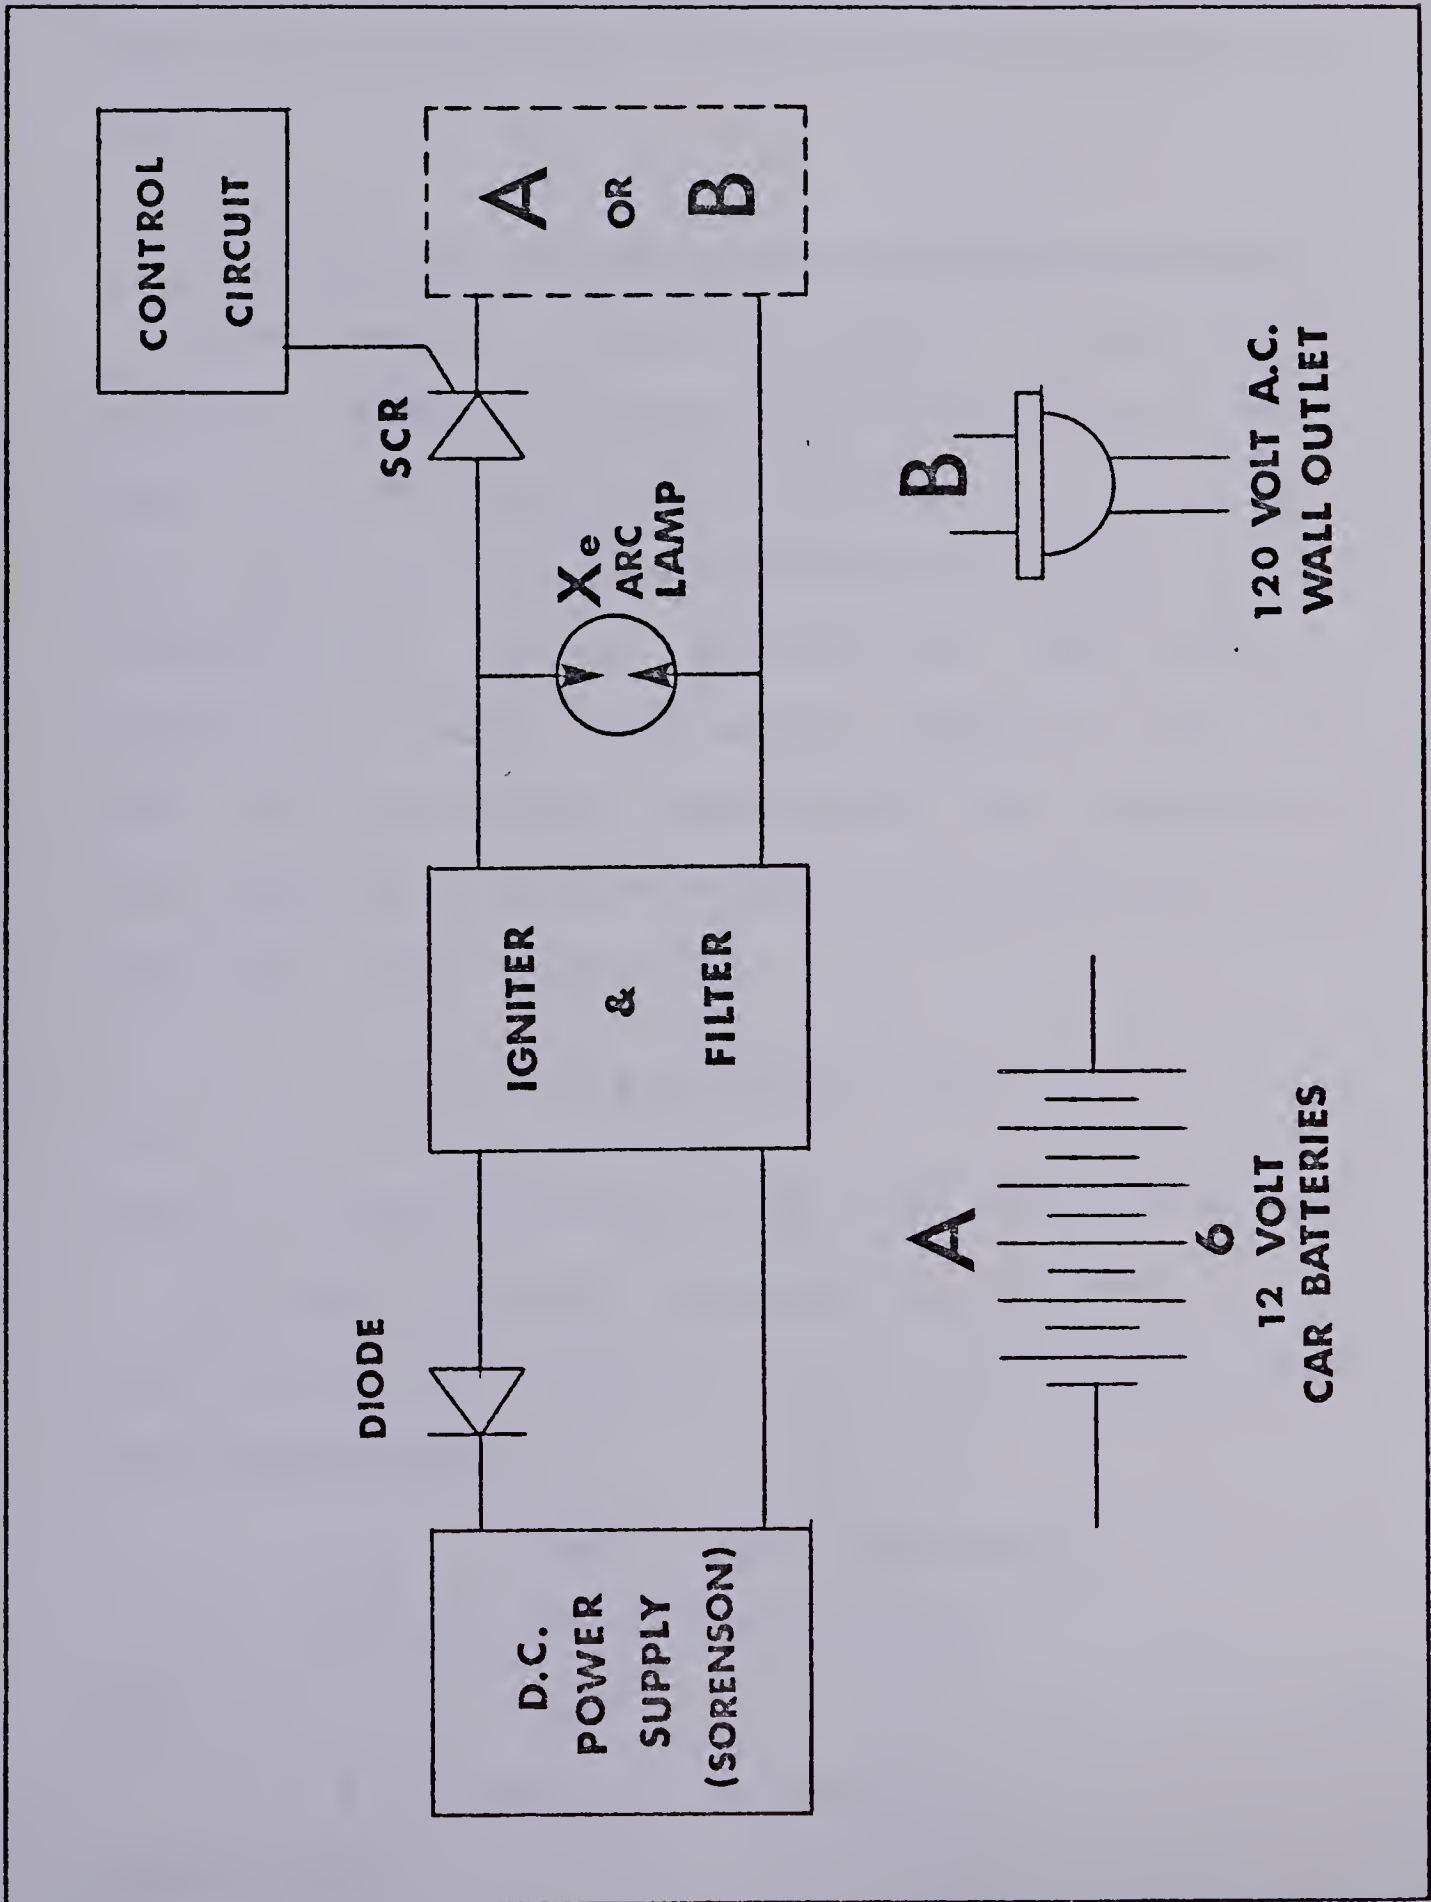 CONTROL
CIRCUIT
SCR
A
OR
B
Xe
ARC
LAMP
IGNITER
&
FILTER
DIODE
D.C.
POWER
SUPPLY
(SORENSON)
A
6
12 VOLT
CAR BATTERIES
B
120 VOLT A.C.
WALL OUTLET